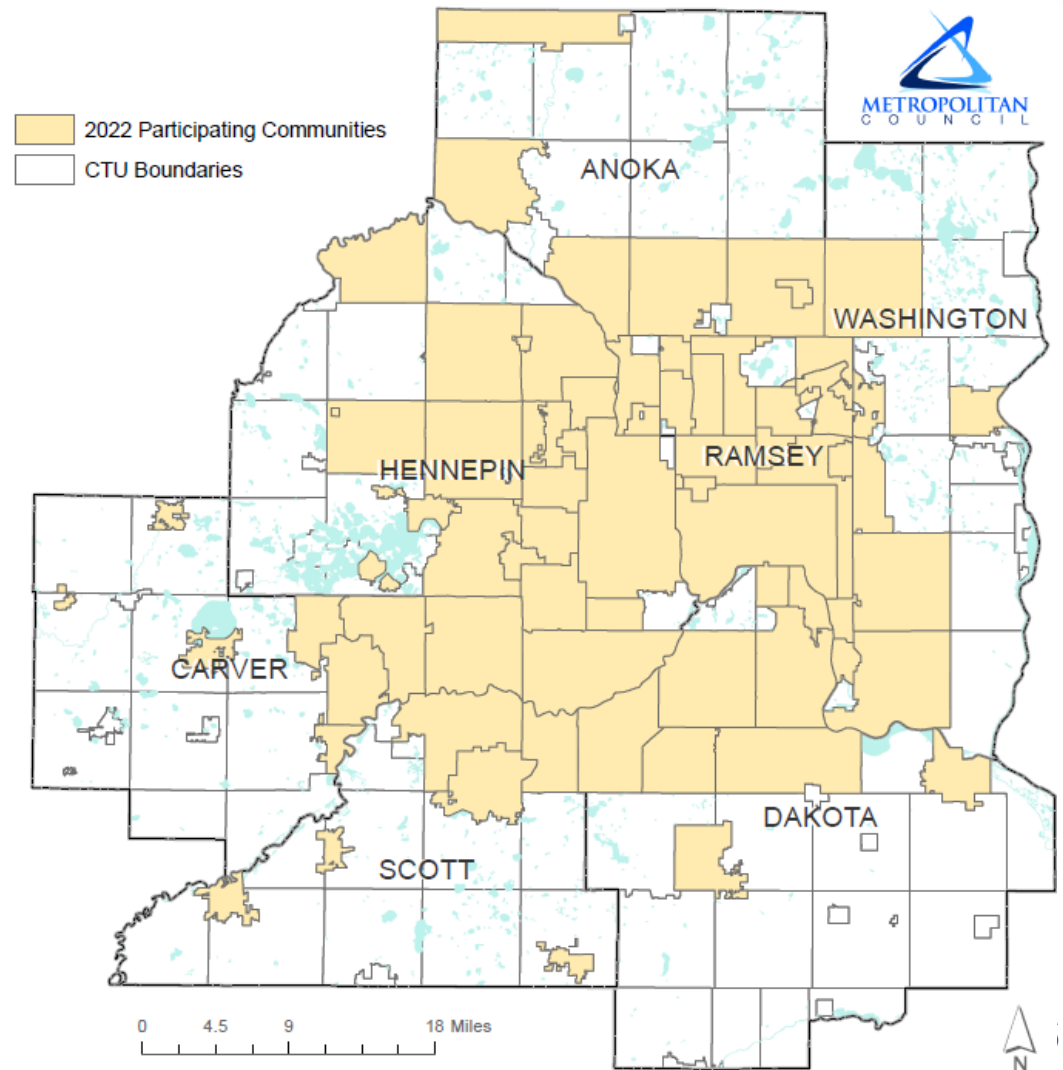 METROPOLITAN
COUNCIL
2022 Participating Communities
CTU Boundaries
ANOKA
WASHINGTON
HENNEPIN
RAMSEY
CARVER
DAKOTA
SCOTT
0 4.5 9 18 Miles
N